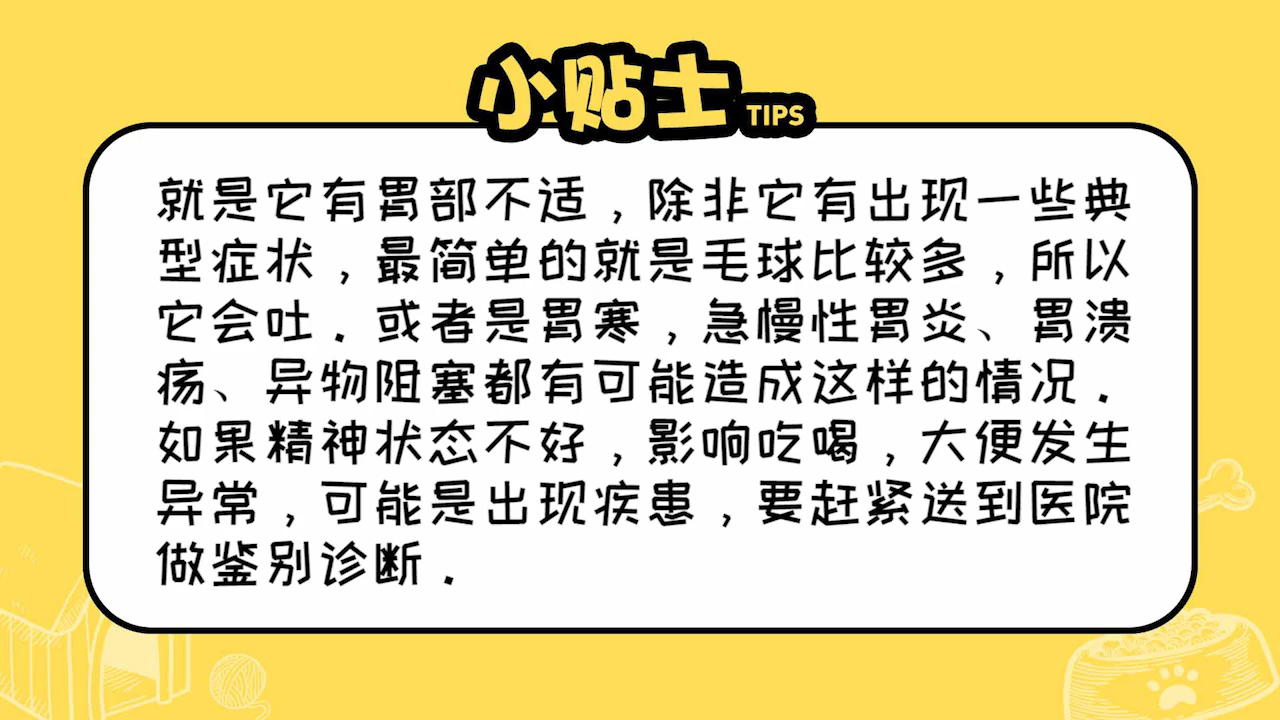 小贴士 TIPS
就是它有胃部不适，除非它有出现一些典
型症状，最简单的就是毛球比较多，所以
它会吐．或者是胃寒，急慢性胃炎、胃溃
疡、异物阻塞都有可能造成这样的情况．
如果精神状态不好，影响吃喝，大便发生
异常，可能是出现疾患，要赶紧送到医院
做鉴别诊断．